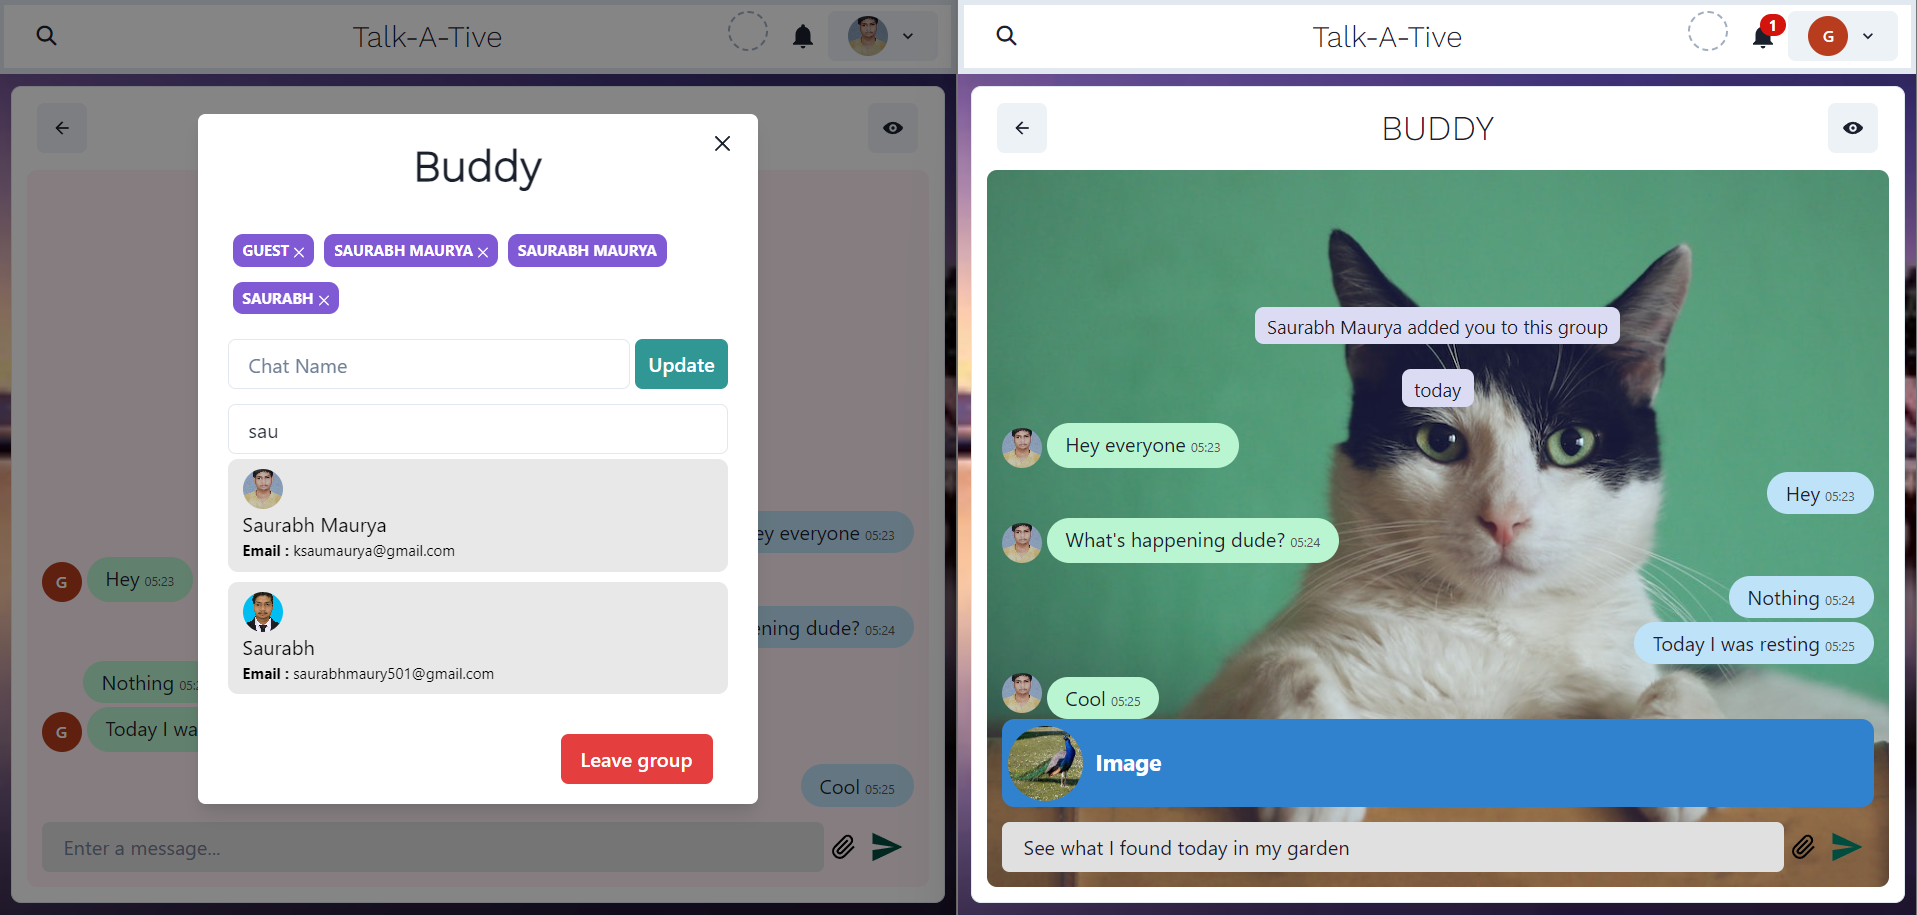 Talk-A-Tive
Buddy
GUEST
SAURABH MAURYA
SAURABH MAURYA
SAURABH
Chat Name
Update
sau
Saurabh Maurya
Email : ksaumaurya@gmail.com
Saurabh
Email : saurabhmaury501@gmail.com
Leave group
ey everyone 05:23
G
Hey 05:23
ening dude? 05:24
Nothing 05:2
G
Today I wa
Cool 05:25
Enter a message...
Talk-A-Tive
1
G
BUDDY
Saurabh Maurya added you to this group
today
Hey everyone 05:23
Hey 05:23
What's happening dude? 05:24
Nothing 05:24
Today I was resting 05:25
Cool 05:25
Image
See what I found today in my garden